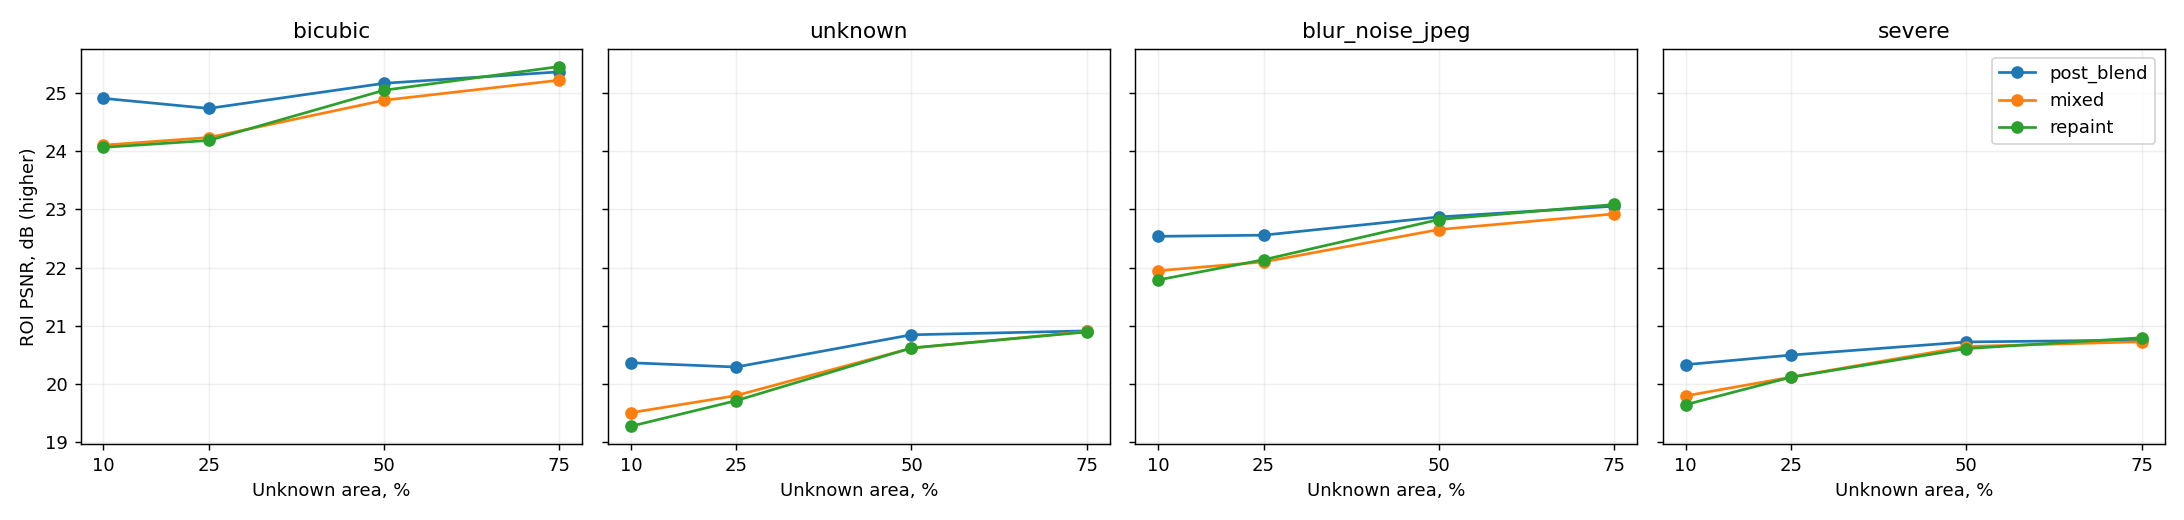 bicubic
unknown
blur_noise_jpeg
severe
ROI PSNR, dB (higher)
25
24
23
22
21
20
19
post_blend
mixed
repaint
10 25 50 75
10 25 50 75
10 25 50 75
10 25 50 75
Unknown area, %
Unknown area, %
Unknown area, %
Unknown area, %